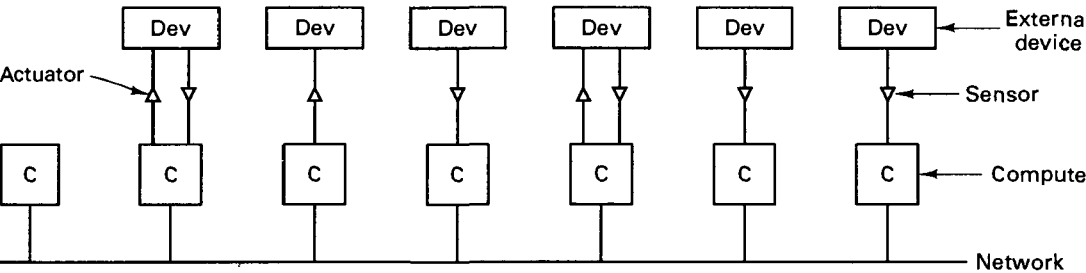 Dev Dev Dev Dev Dev Dev
Externa
device
Actuator
Sensor
C C C C C C C
Compute
Network